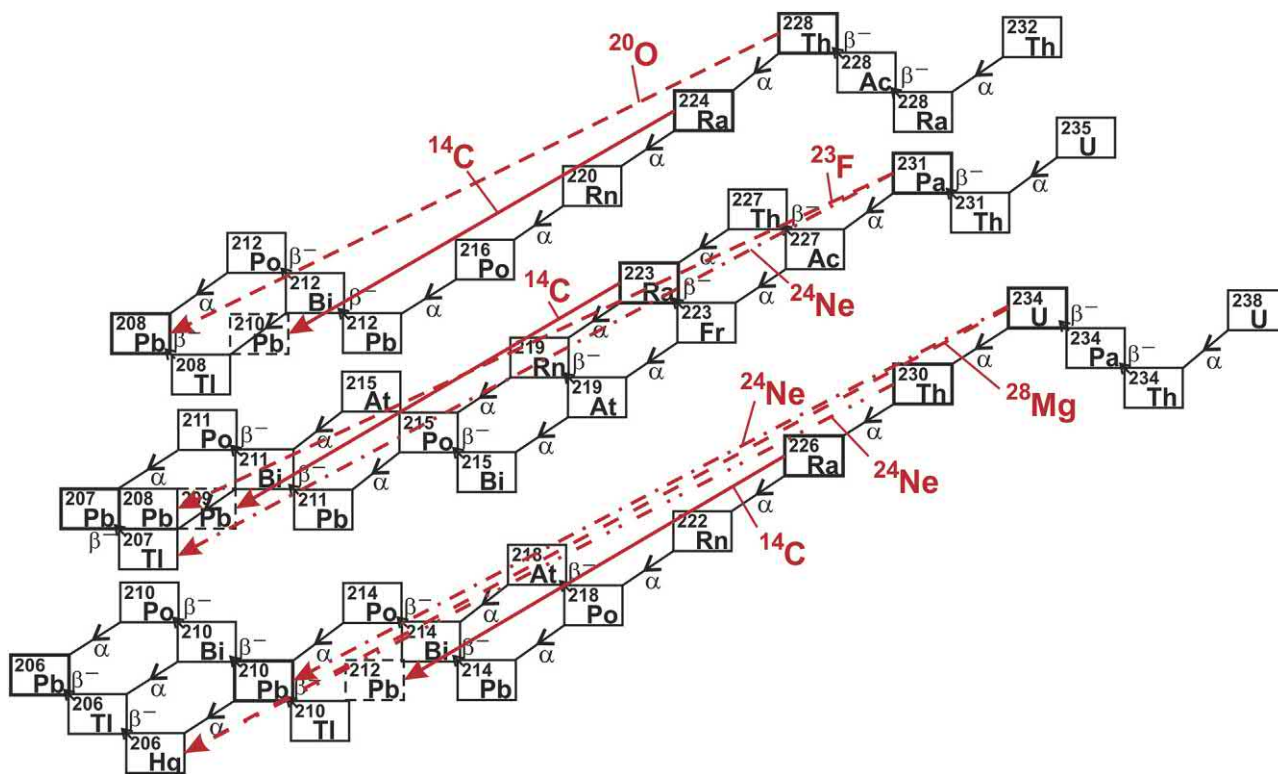 228 Th
β⁻
232 Th
228 Ac
β⁻
228 Ra
α
α
20O
224 Ra
α
14C
220 Rn
α
216 Po
α
212 Po
β⁻
212 Bi
β⁻
212 Pb
α
208 Pb
β⁻
210 Pb
208 Tl
235 U
α
231 Pa
β⁻
231 Th
α
23F
24Ne
227 Th
β⁻
227 Ac
α
α
14C
223 Ra
β⁻
223 Fr
α
α
219 Rn
β⁻
219 At
α
α
215 At
215 Po
β⁻
215 Bi
α
α
211 Po
β⁻
211 Bi
β⁻
211 Pb
α
207 Pb
208 Pb
209 Pb
β⁻
207 Tl
238 U
α
234 U
β⁻
234 Pa
β⁻
234 Th
α
28Mg
24Ne
24Ne
230 Th
α
226 Ra
α
14C
222 Rn
α
218 At
β⁻
218 Po
α
α
214 Po
β⁻
214 Bi
β⁻
214 Pb
α
α
212 Pb
210 Po
β⁻
210 Bi
β⁻
210 Pb
β⁻
210 Tl
α
α
α
206 Pb
β⁻
206 Tl
β⁻
206 Hg